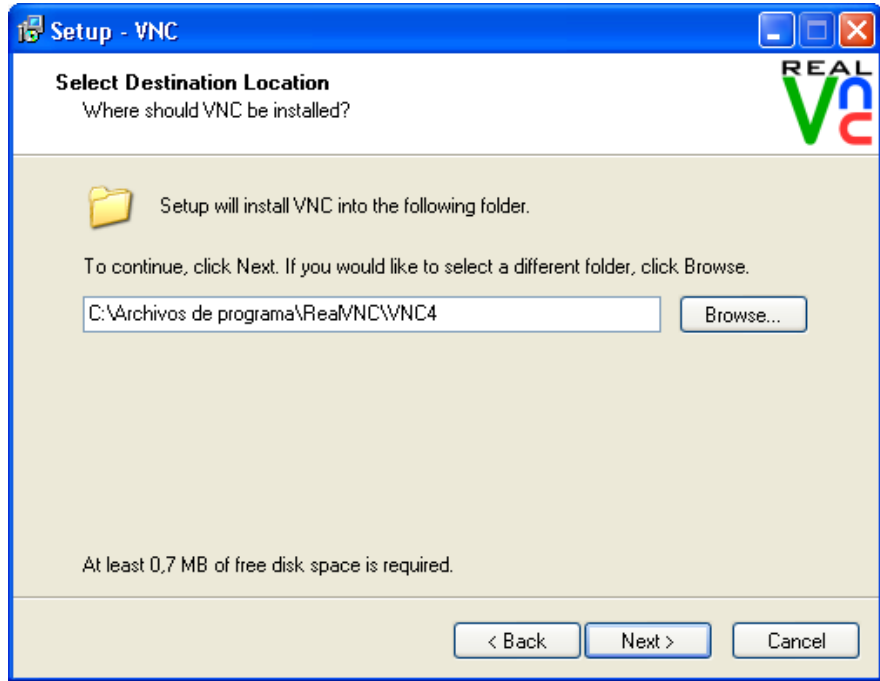 Setup - VNC
Select Destination Location
Where should VNC be installed?
REAL
VNC
Setup will install VNC into the following folder.
To continue, click Next. If you would like to select a different folder, click Browse.
C:\Archivos de programa\RealVNC\VNC4
Browse...
At least 0,7 MB of free disk space is required.
< Back
Next >
Cancel